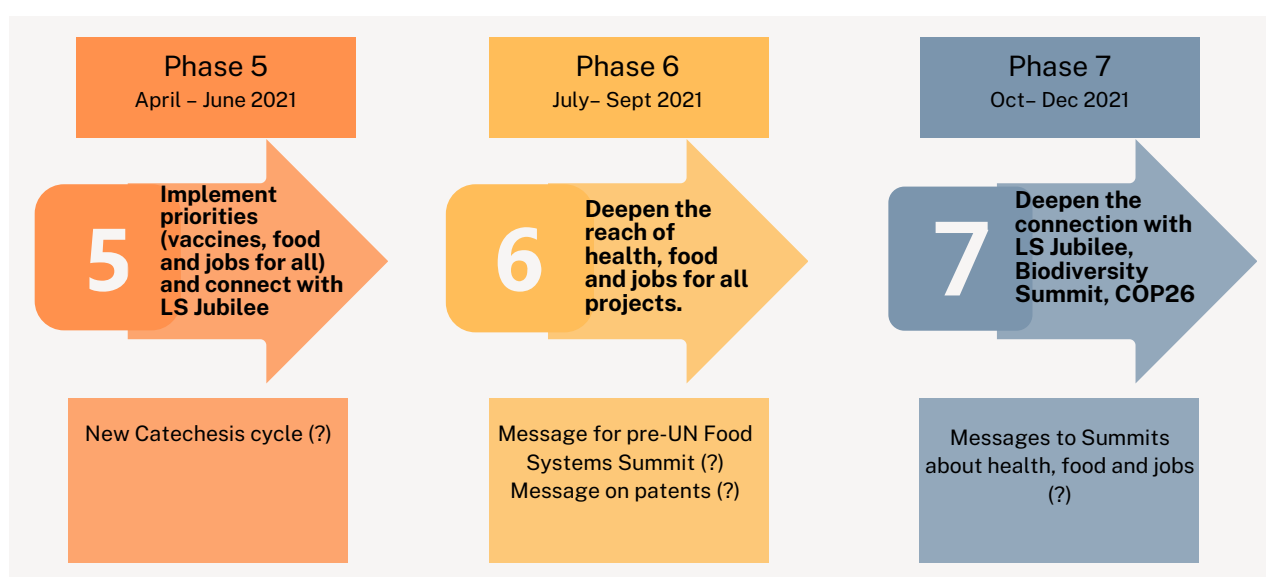 Phase 5
April – June 2021
5
Implement
priorities
(vaccines, food
and jobs for all)
and connect with
LS Jubilee
New Catechesis cycle (?)
Phase 6
July– Sept 2021
6
Deepen the
reach of
health, food
and jobs for all
projects.
Message for pre-UN Food
Systems Summit (?)
Message on patents (?)
Phase 7
Oct– Dec 2021
7
Deepen the
connection with
LS Jubilee,
Biodiversity
Summit, COP26
Messages to Summits
about health, food and jobs
(?)